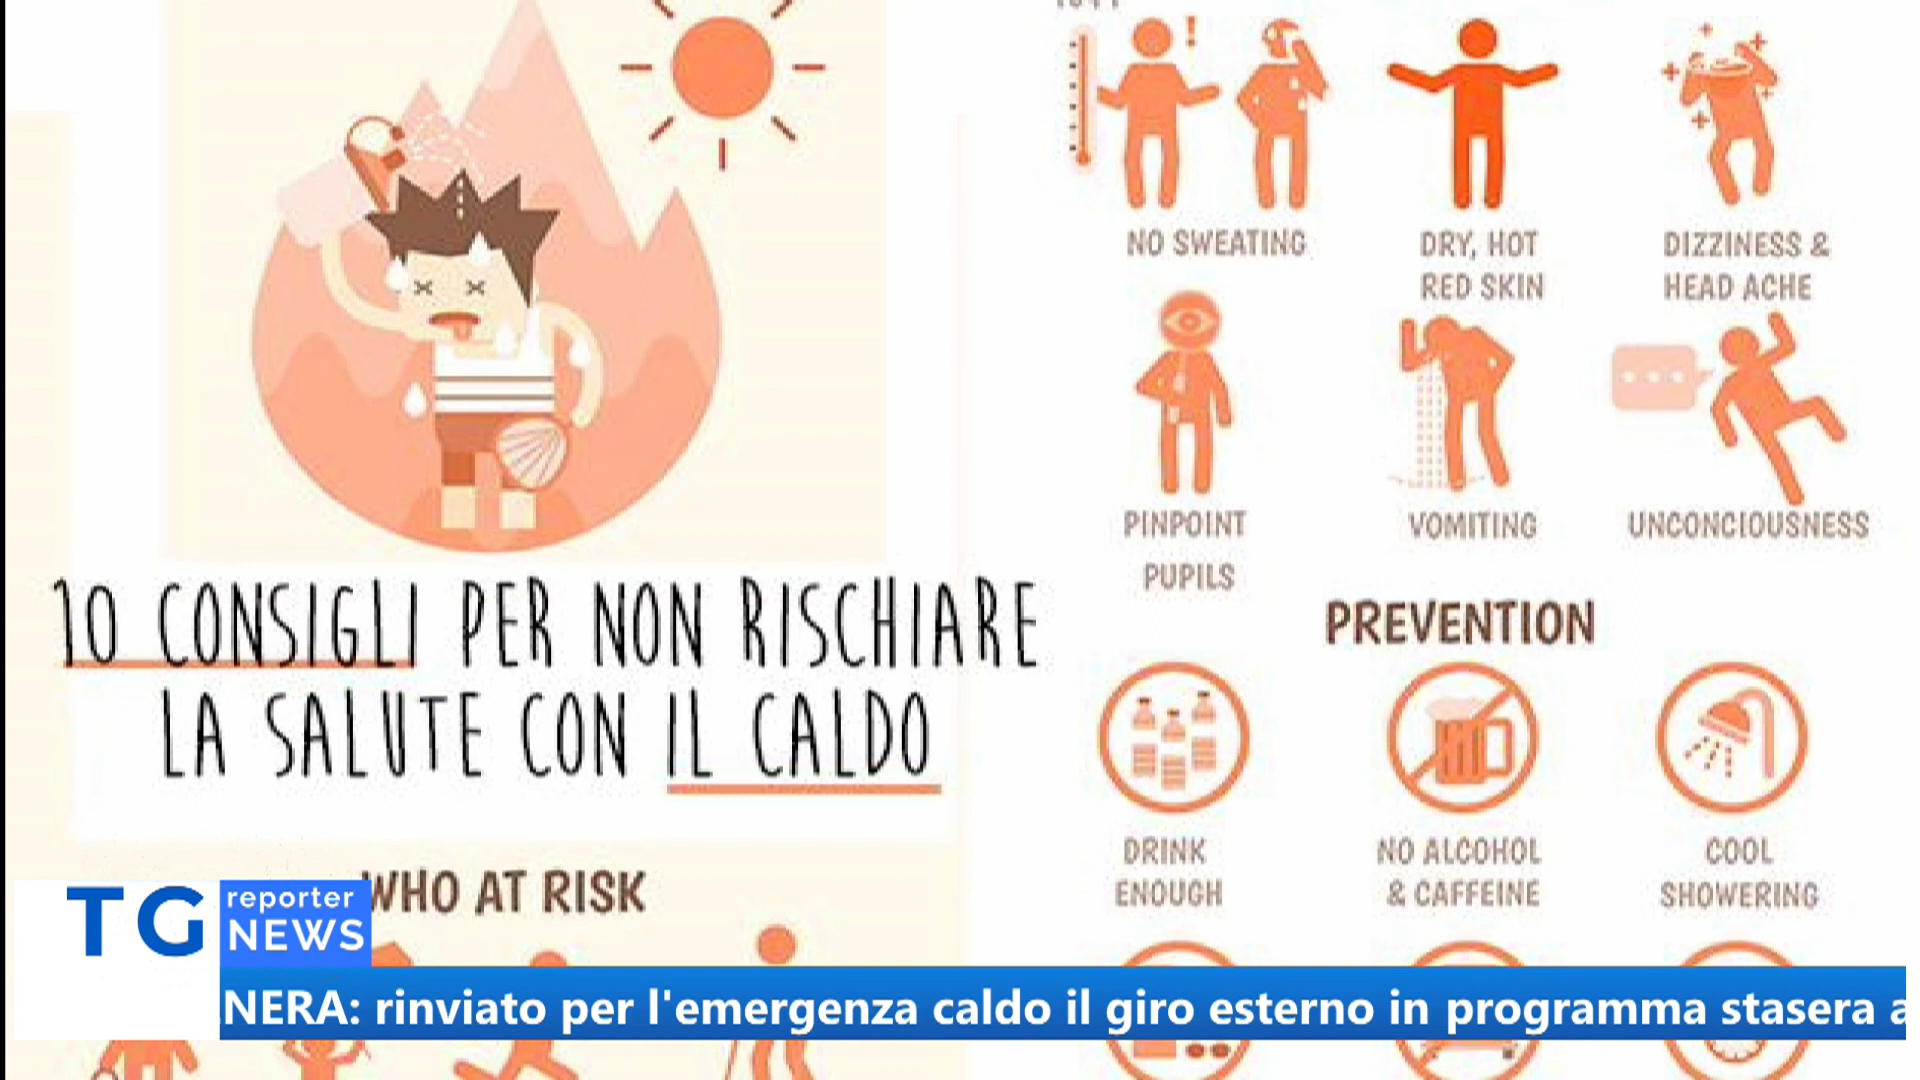 10 CONSIGLI PER NON RISCHIARE
LA SALUTE CON IL CALDO
WHO AT RISK
NO SWEATING
DRY, HOT
RED SKIN
DIZZINESS &
HEAD ACHE
PINPOINT
PUPILS
VOMITING
UNCONCIOUSNESS
PREVENTION
DRINK
ENOUGH
NO ALCOHOL
& CAFFEINE
COOL
SHOWERING
TG
reporter
NEWS
NERA: rinviato per l'emergenza caldo il giro esterno in programma stasera a